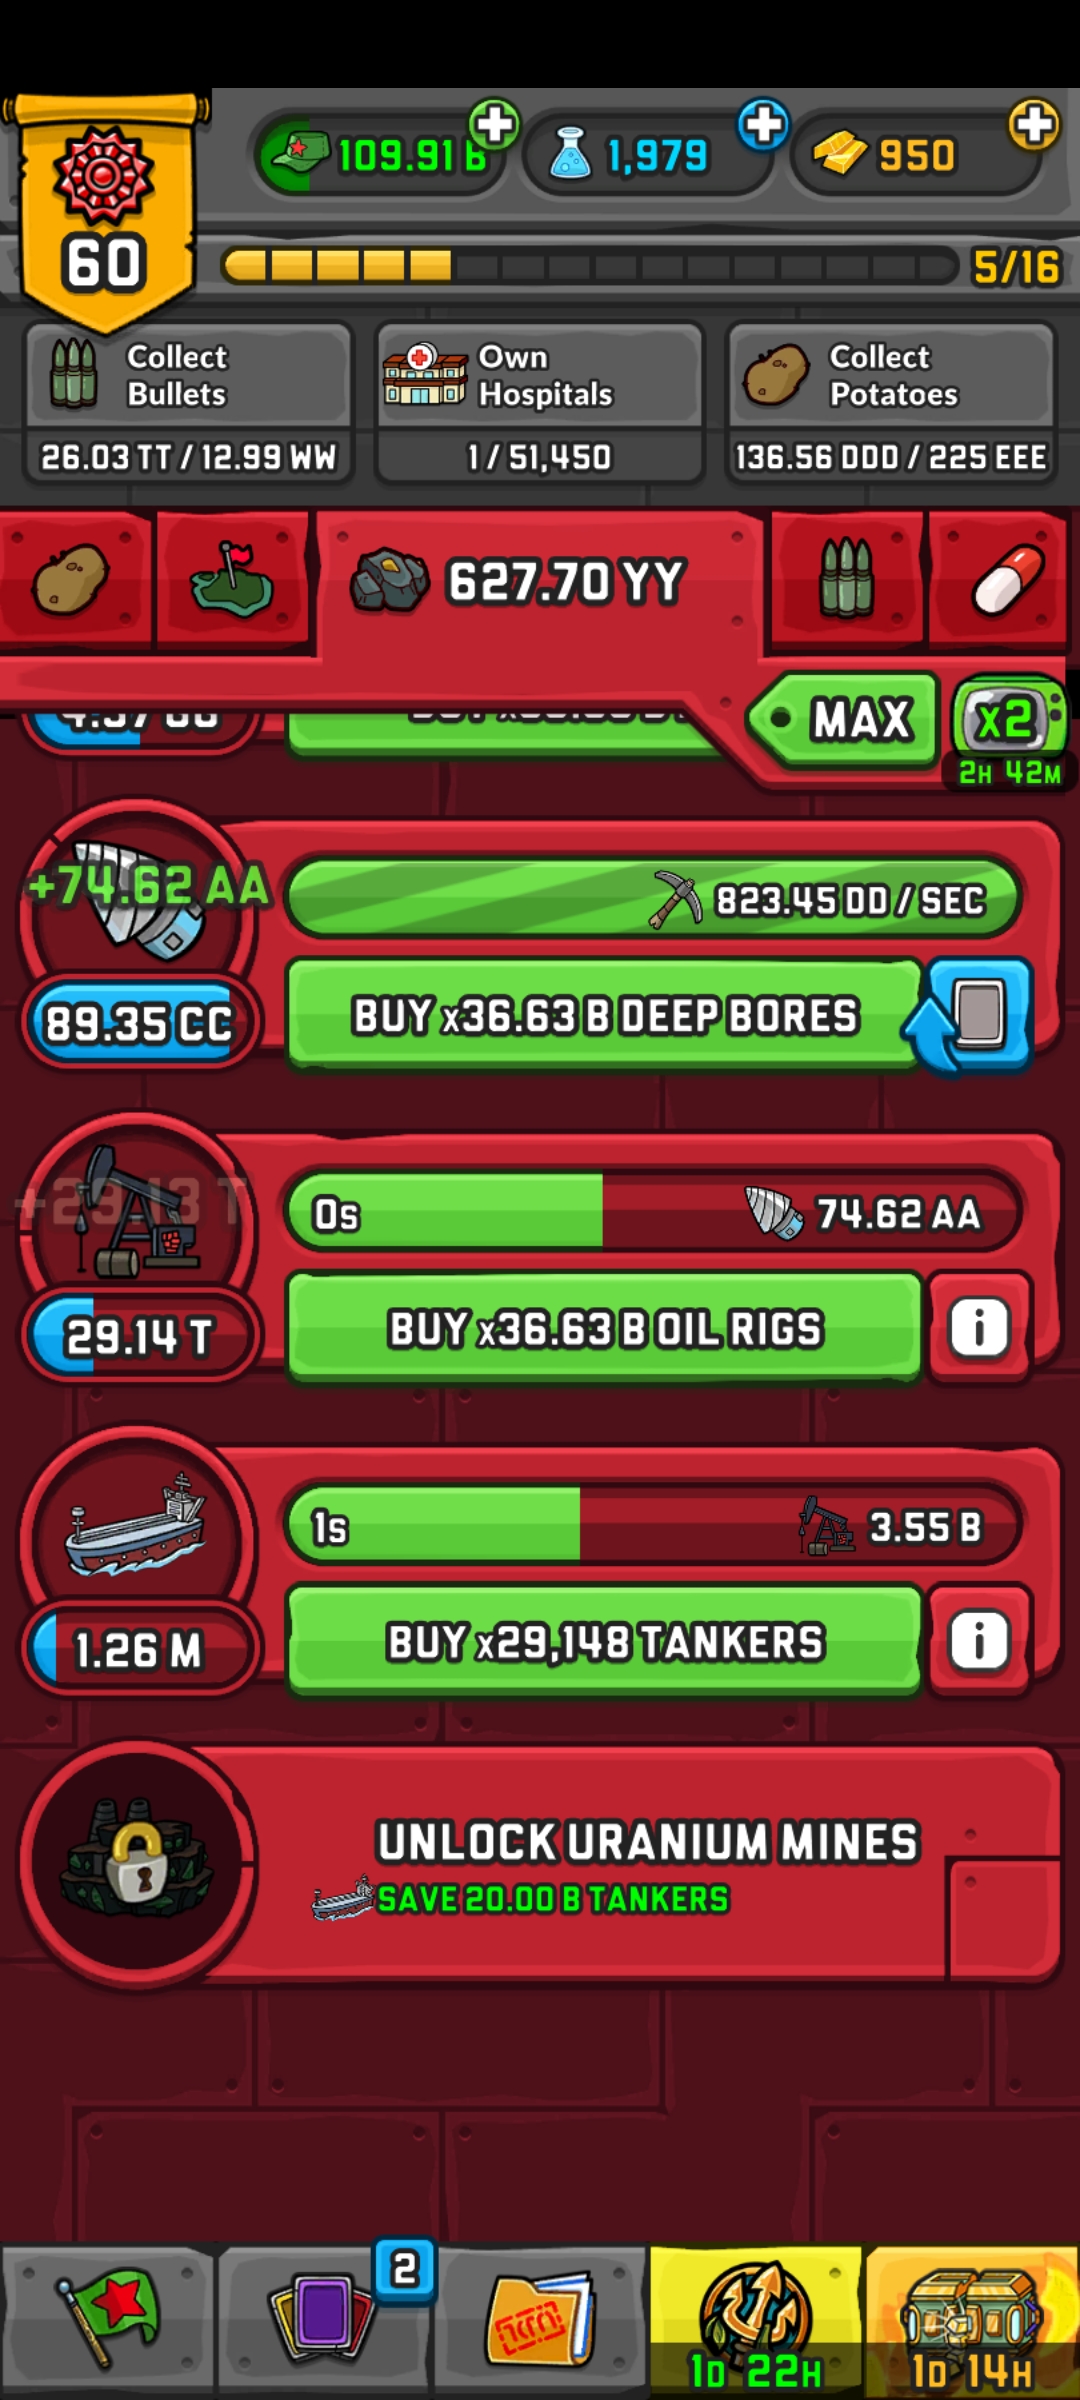 109.91 B
1,979
950
60
5/16
Collect Bullets
26.03 TT / 12.99 WW
Own Hospitals
1 / 51,450
Collect Potatoes
136.56 DDD / 225 EEE
627.70 YY
MAX
x2
2H 42M
+74.62 AA
823.45 DD / SEC
89.35 CC
BUY x36.63 B DEEP BORES
+29.13 T
0s
74.62 AA
29.14 T
BUY x36.63 B OIL RIGS
i
1s
3.55 B
1.26 M
BUY x29,148 TANKERS
i
UNLOCK URANIUM MINES
SAVE 20.00 B TANKERS
2
1D 22H
1D 14H